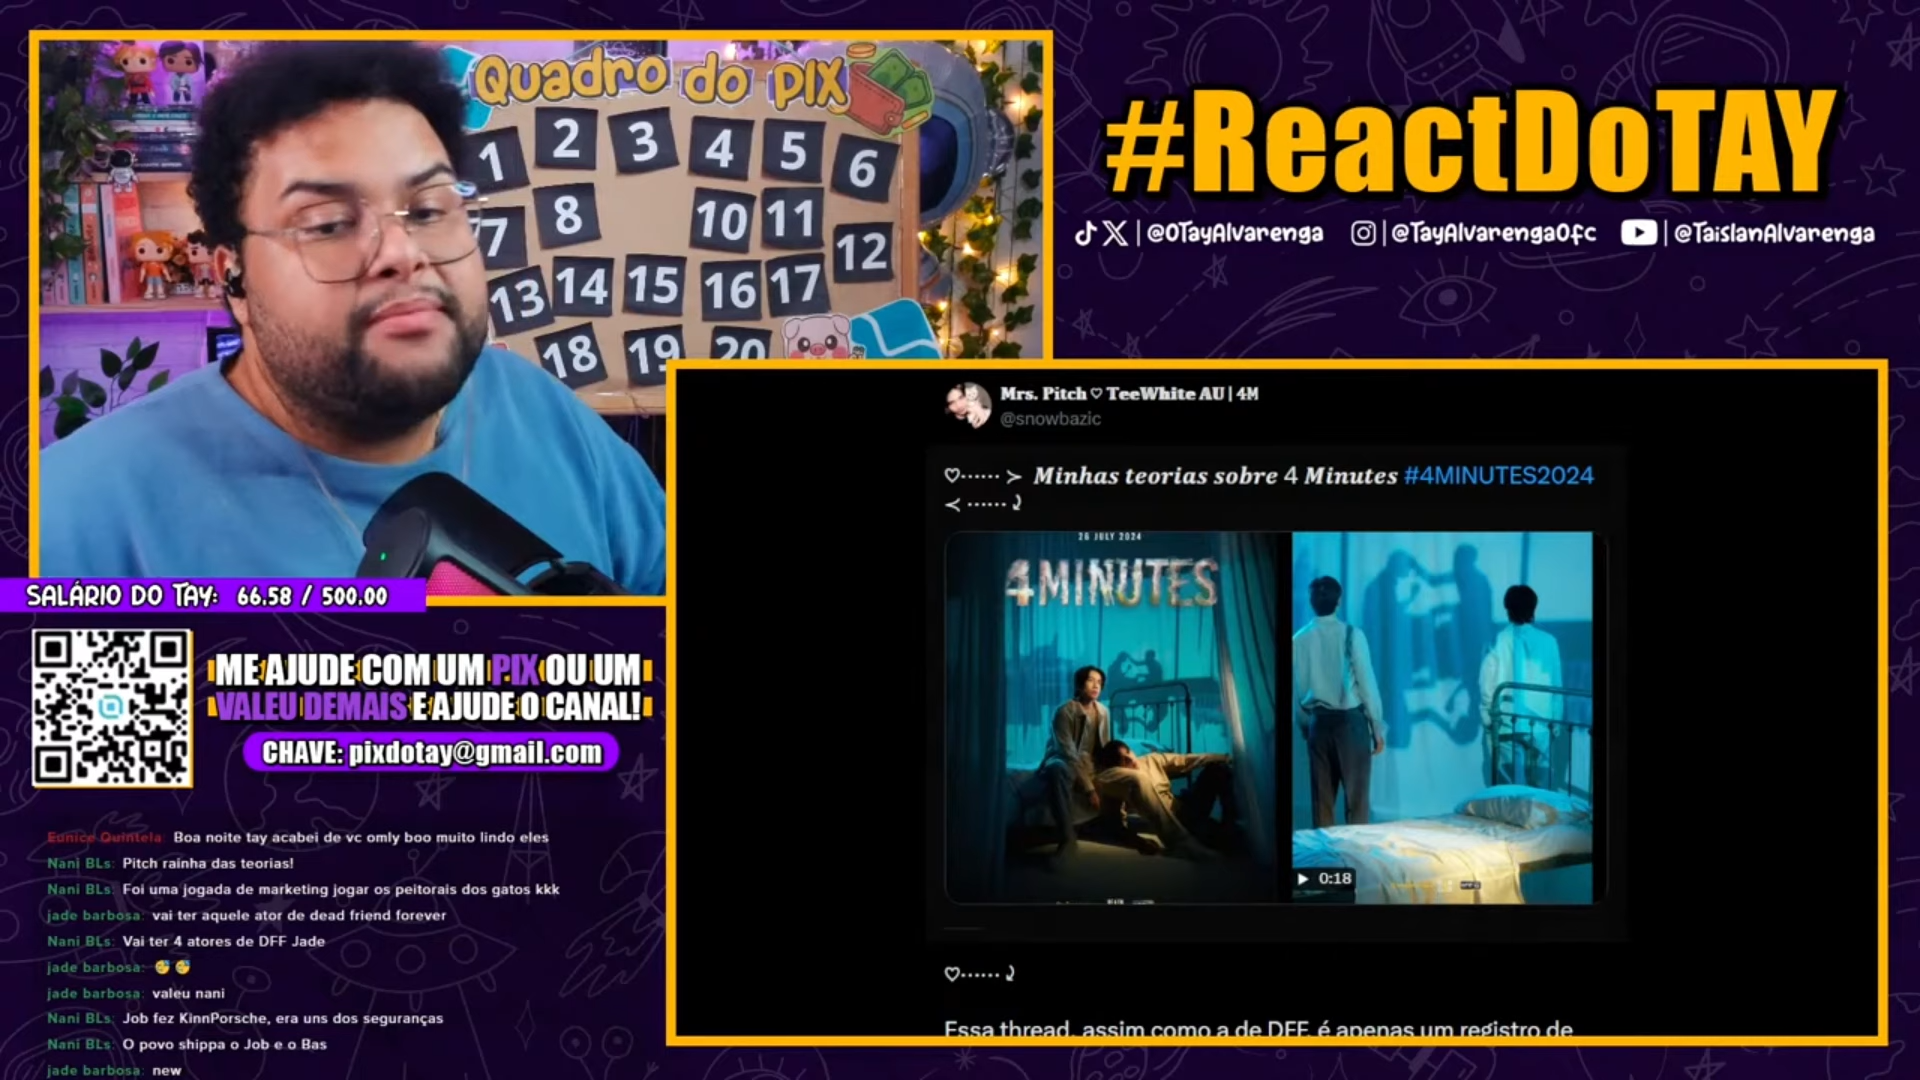 Quadro do PIX
1 2 3 4 5 6
7 8 10 11 12
13 14 15 16 17
18 19 20
#ReactDoTAY
| @OTayAlvarenga | @TayAlvarengaOfc | @TaislanAlvarenga
SALÁRIO DO TAY: 66.58 / 500.00
ME AJUDE COM UM PIX OU UM
VALEU DEMAIS E AJUDE O CANAL!
CHAVE: pixdotay@gmail.com
Eunice Quintela: Boa noite tay acabei de vc omly boo muito lindo eles
Nani BLs: Pitch rainha das teorias!
Nani BLs: Foi uma jogada de marketing jogar os peitorais dos gatos kkk
jade barbosa: vai ter aquele ator de dead friend forever
Nani BLs: Vai ter 4 atores de DFF Jade
jade barbosa: 🥳🥳
jade barbosa: valeu nani
Nani BLs: Job fez KinnPorsche, era uns dos seguranças
Nani BLs: O povo shippa o Job e o Bas
jade barbosa: new
Mrs. Pitch ♡ TeeWhite AU | 4M
@snowbazic
♡······ ≻ Minhas teorias sobre 4 Minutes #4MINUTES2024
≺ ······ ⤸
26 JULY 2024
4 MINUTES
0:18
♡······ ⤸
Essa thread, assim como a de DFF, é apenas um registro de